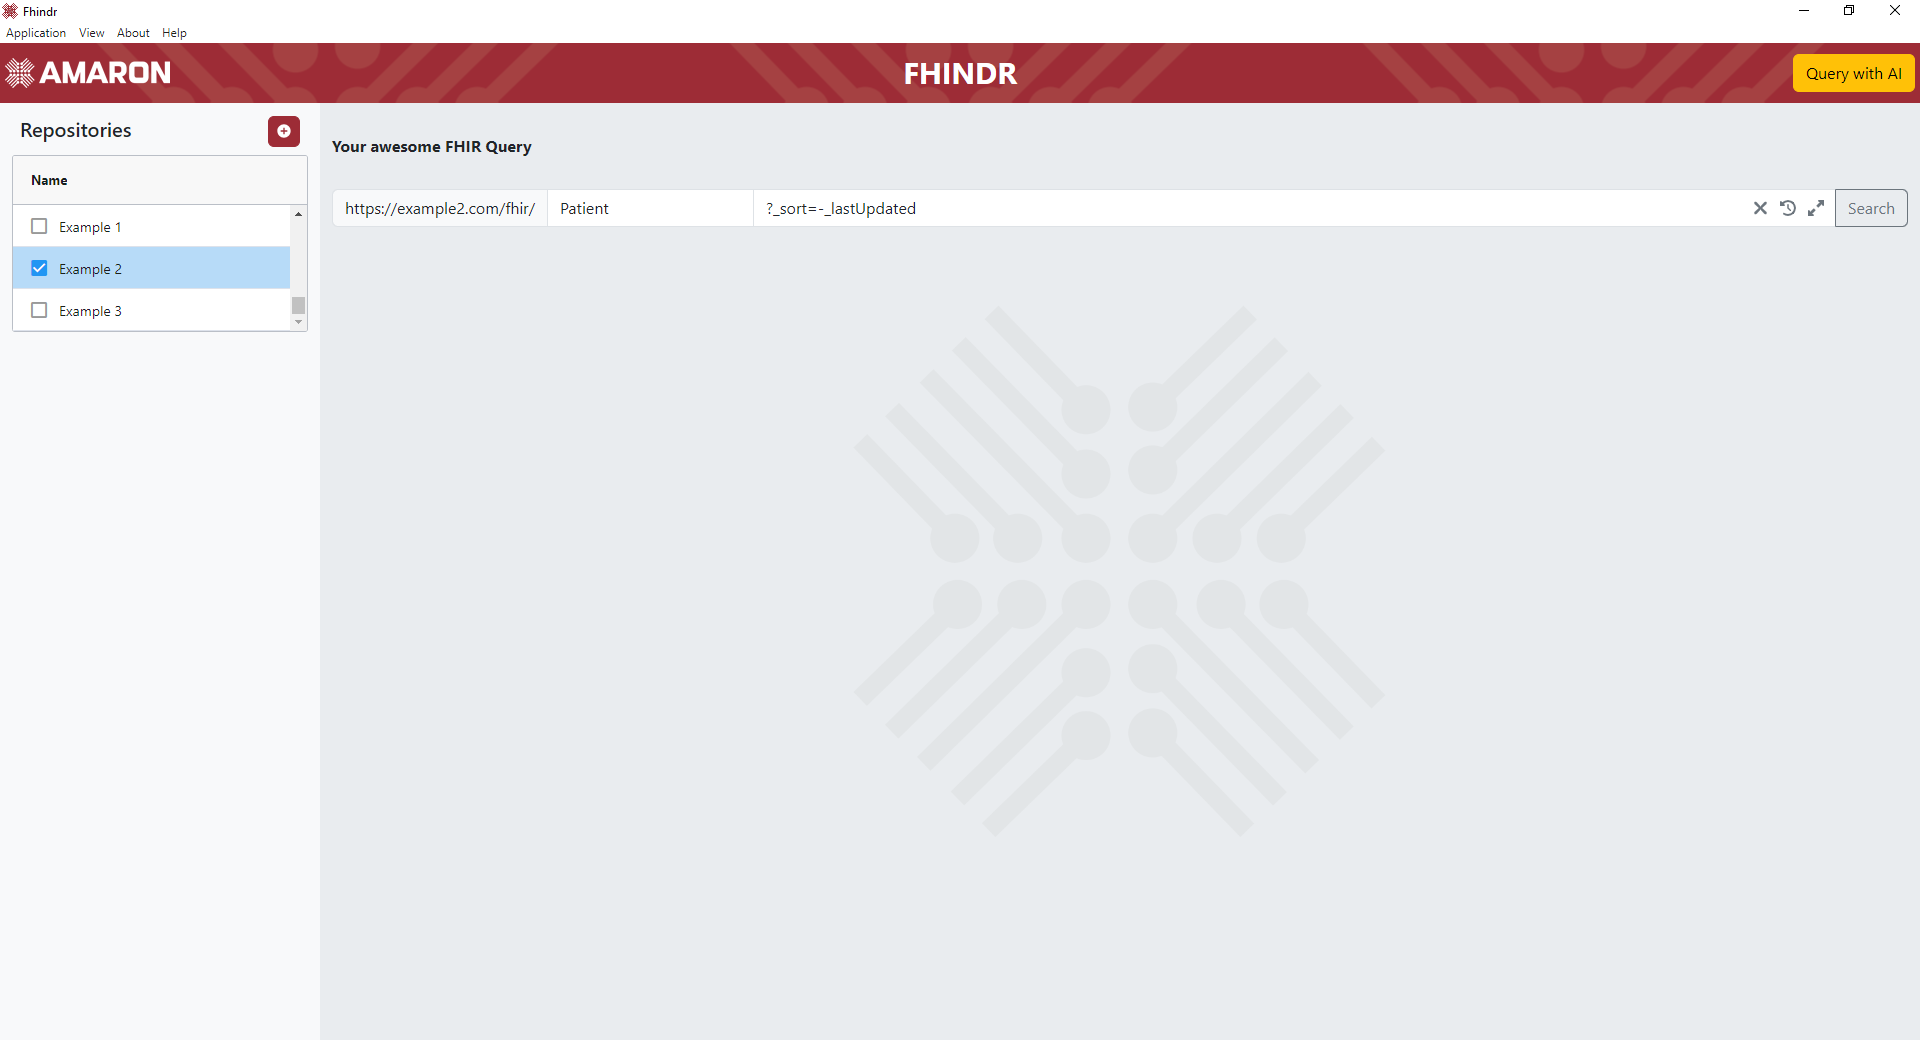 Fhindr
Application View About Help
AMARON
FHINDR
Query with AI
Repositories
Name
Example 1
Example 2
Example 3
Your awesome FHIR Query
https://example2.com/fhir/ Patient ?_sort=-_lastUpdated Search